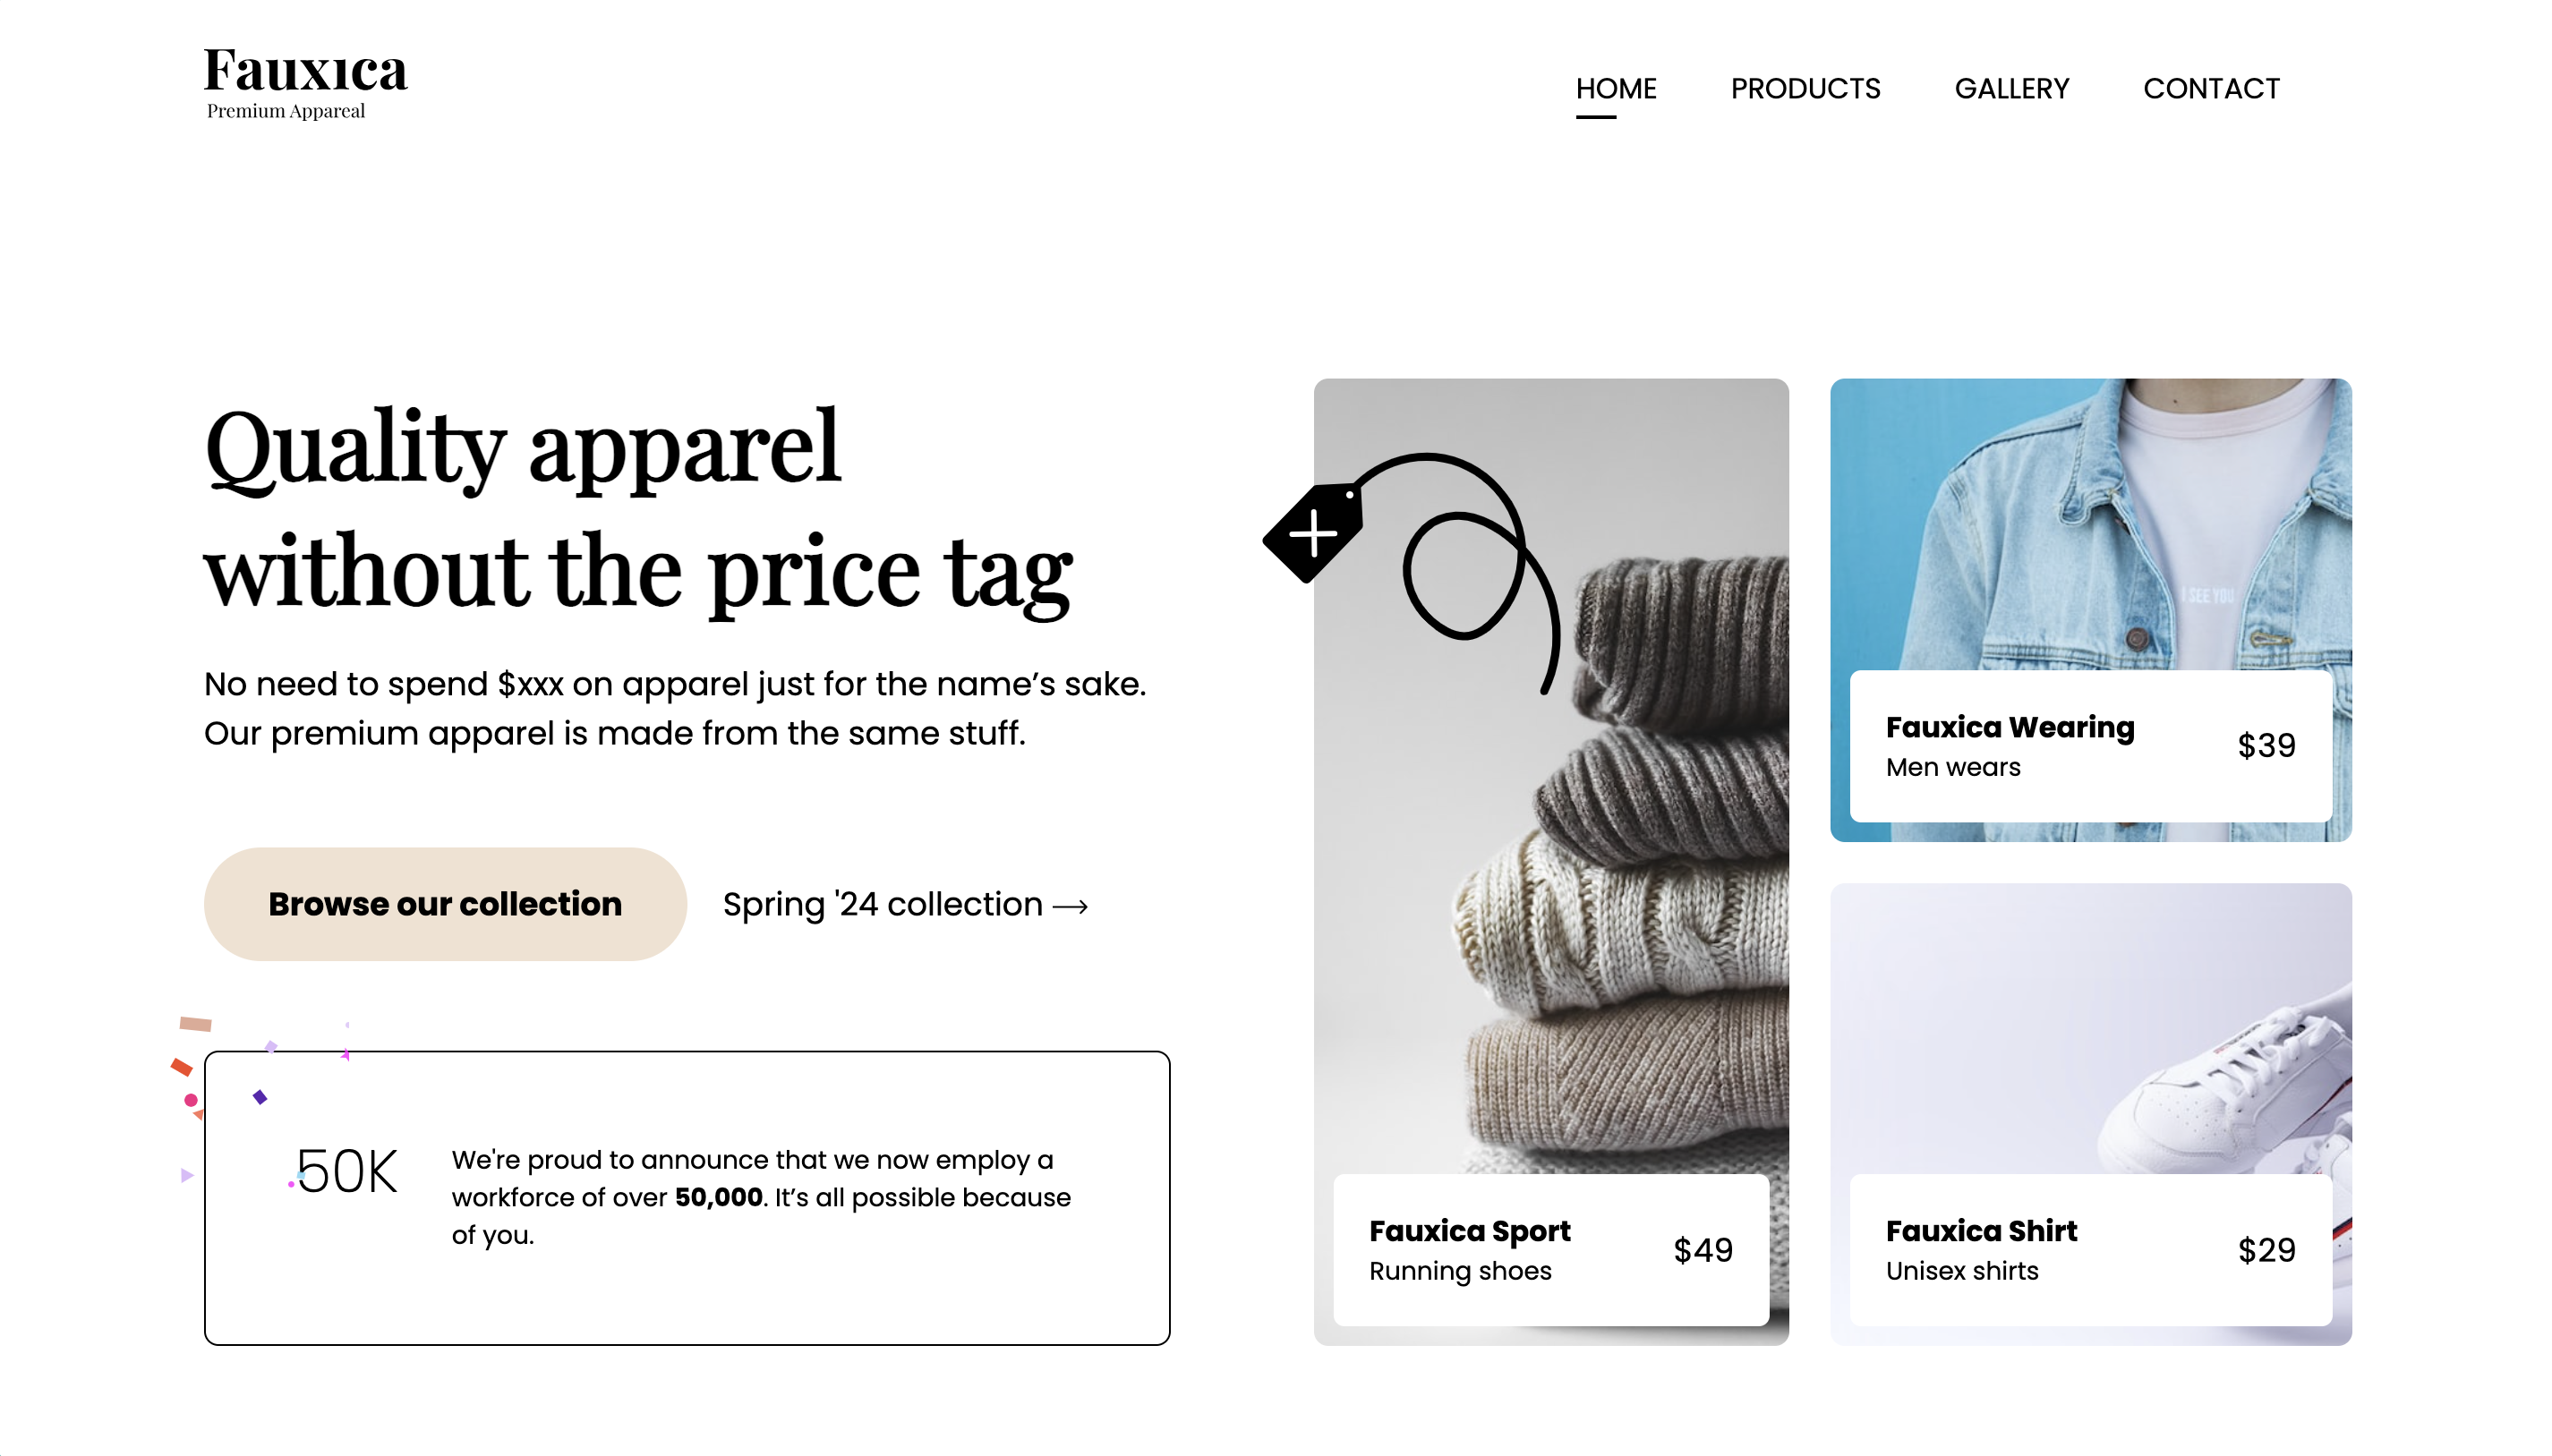 Fauxıca
Premium Appareal
HOME
PRODUCTS
GALLERY
CONTACT
Quality apparel
without the price tag
No need to spend $xxx on apparel just for the name’s sake.
Our premium apparel is made from the same stuff.
Browse our collection
Spring '24 collection →
50K
We're proud to announce that we now employ a
workforce of over 50,000. It’s all possible because
of you.
Fauxica Sport
Running shoes
$49
I SEE YOU
Fauxica Wearing
Men wears
$39
Fauxica Shirt
Unisex shirts
$29